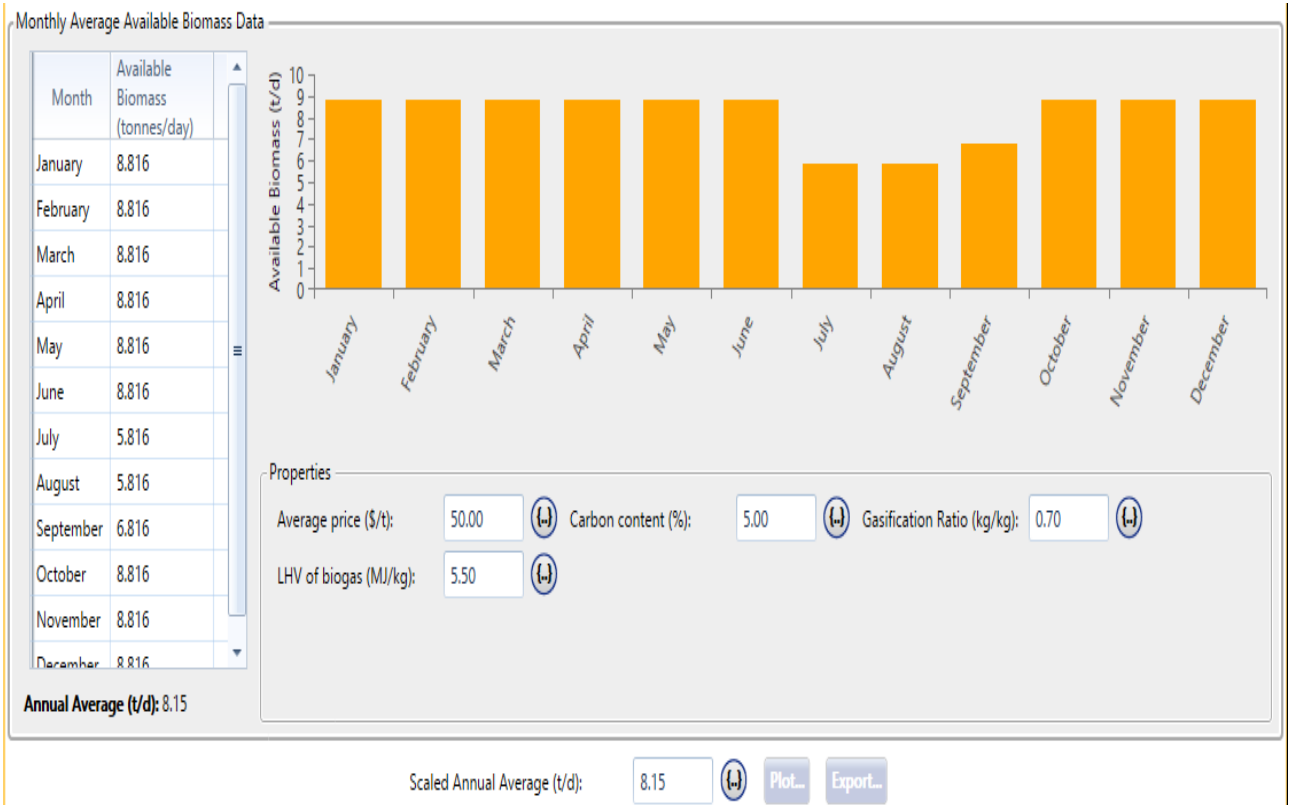 Monthly Average Available Biomass Data
Month Available Biomass (tonnes/day)
January 8.816
February 8.816
March 8.816
April 8.816
May 8.816
June 8.816
July 5.816
August 5.816
September 6.816
October 8.816
November 8.816
December 8.816
Annual Average (t/d): 8.15
Available Biomass (t/d)
10
9
8
7
6
5
4
3
2
1
0
January February March April May June July August September October November December
Properties
Average price ($/t): 50.00 {..} Carbon content (%): 5.00 {..} Gasification Ratio (kg/kg): 0.70 {..}
LHV of biogas (MJ/kg): 5.50 {..}
Scaled Annual Average (t/d): 8.15 {..} Plot... Export...